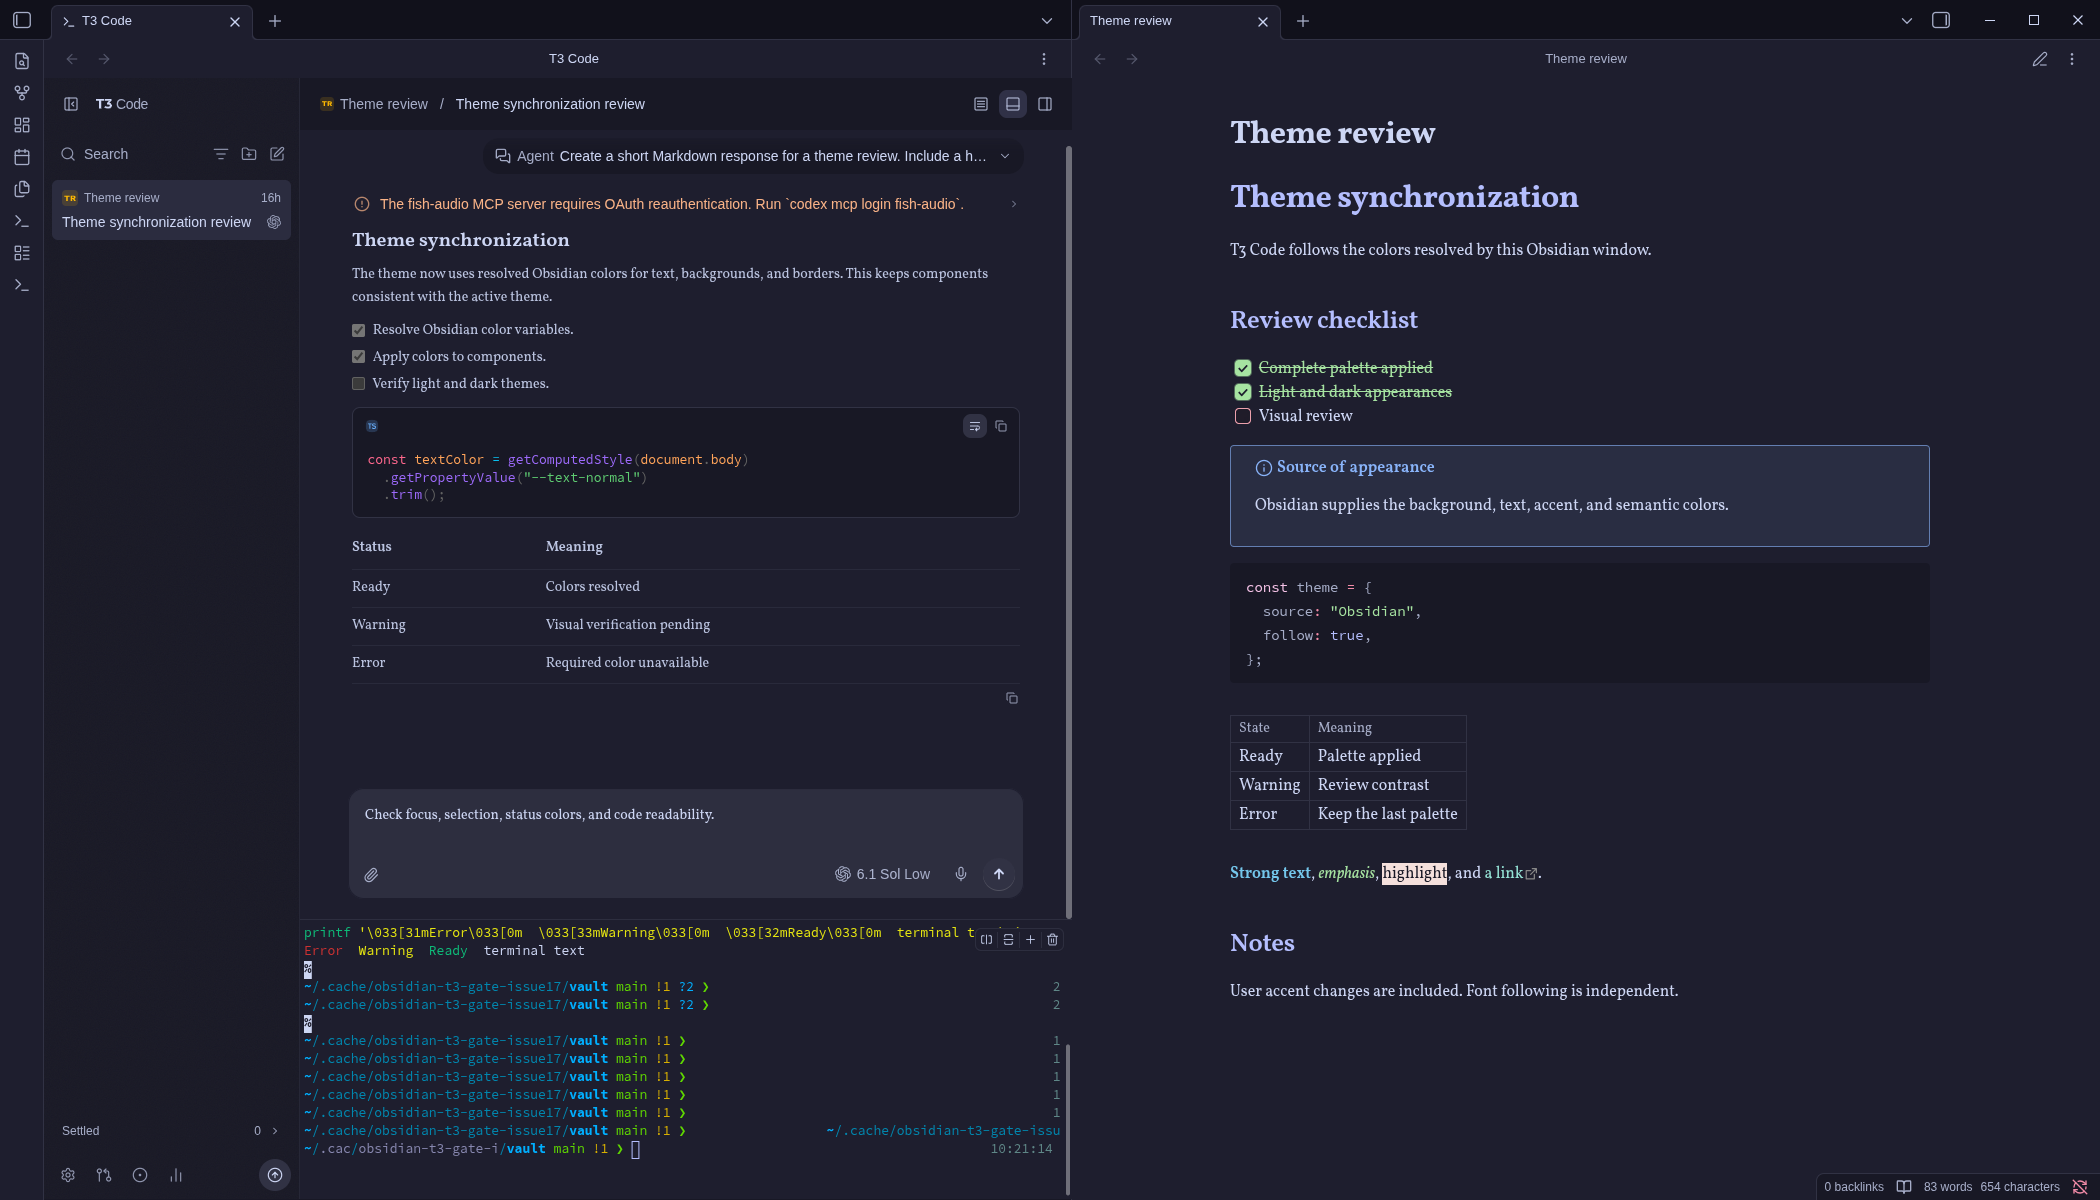 T3 Code
Theme review
T3 Code
Theme review
T3 Code
Search
TR Theme review 16h
Theme synchronization review
Settled 0
TR Theme review / Theme synchronization review
Agent Create a short Markdown response for a theme review. Include a h...
The fish-audio MCP server requires OAuth reauthentication. Run `codex mcp login fish-audio`.
Theme synchronization
The theme now uses resolved Obsidian colors for text, backgrounds, and borders. This keeps components
consistent with the active theme.
Resolve Obsidian color variables.
Apply colors to components.
Verify light and dark themes.
TS
const textColor = getComputedStyle(document.body)
.getPropertyValue("--text-normal")
.trim();
Status Meaning
Ready Colors resolved
Warning Visual verification pending
Error Required color unavailable
Check focus, selection, status colors, and code readability.
6.1 Sol Low
printf '\033[31mError\033[0m  \033[33mWarning\033[0m  \033[32mReady\033[0m  terminal
Error  Warning  Ready  terminal text
%
~/.cache/obsidian-t3-gate-issue17/vault main !1 ?2 ❯ 2
~/.cache/obsidian-t3-gate-issue17/vault main !1 ?2 ❯ 2
%
~/.cache/obsidian-t3-gate-issue17/vault main !1 ❯ 1
~/.cache/obsidian-t3-gate-issue17/vault main !1 ❯ 1
~/.cache/obsidian-t3-gate-issue17/vault main !1 ❯ 1
~/.cache/obsidian-t3-gate-issue17/vault main !1 ❯ 1
~/.cache/obsidian-t3-gate-issue17/vault main !1 ❯ 1
~/.cache/obsidian-t3-gate-issue17/vault main !1 ❯ ~/.cache/obsidian-t3-gate-issu
~/.cac/obsidian-t3-gate-i/vault main !1 ❯ 10:21:14
Theme review
Theme synchronization
T3 Code follows the colors resolved by this Obsidian window.
Review checklist
Complete palette applied
Light and dark appearances
Visual review
Source of appearance
Obsidian supplies the background, text, accent, and semantic colors.
const theme = {
source: "Obsidian",
follow: true,
};
State Meaning
Ready Palette applied
Warning Review contrast
Error Keep the last palette
Strong text, emphasis, highlight, and a link.
Notes
User accent changes are included. Font following is independent.
0 backlinks 83 words 654 characters